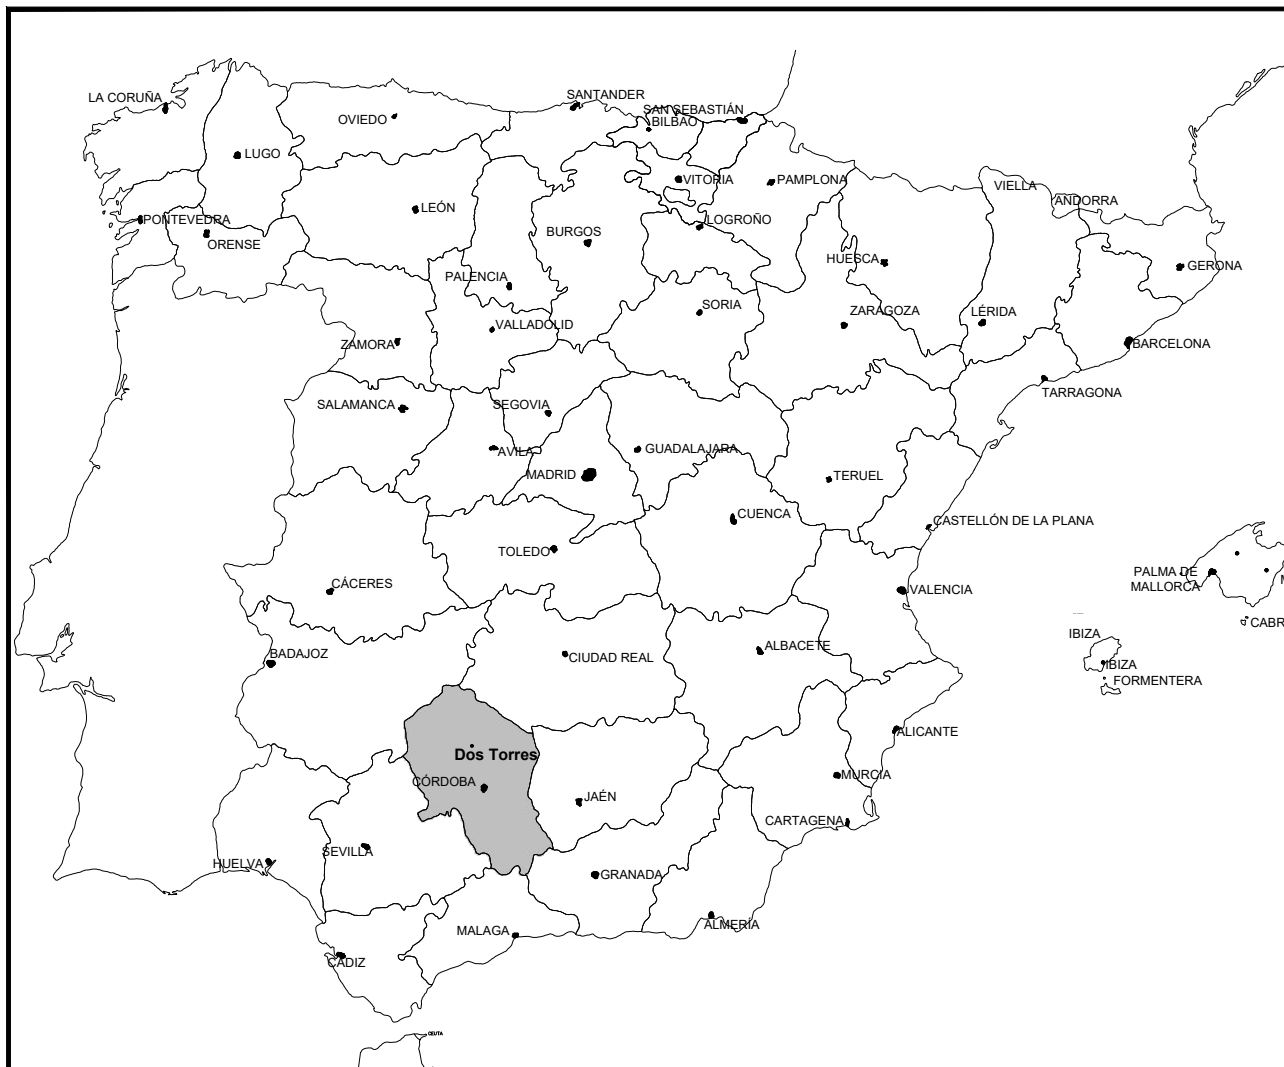 SANTANDER
LA CORUÑA
SAN SEBASTIÁN
OVIEDO
BILBAO
LUGO
VITORIA
PAMPLONA
VIELLA
ANDORRA
LEÓN
PONTEVEDRA
LOGROÑO
BURGOS
ORENSE
HUESCA
GERONA
PALENCIA
SORIA
ZARAGOZA
LÉRIDA
VALLADOLID
ZAMORA
BARCELONA
TARRAGONA
SALAMANCA
SEGOVIA
AVILA
GUADALAJARA
MADRID
TERUEL
CUENCA
CASTELLÓN DE LA PLANA
TOLEDO
PALMA DE
MALLORCA
M
CÁCERES
VALENCIA
CABR
IBIZA
ALBACETE
BADAJOZ
CIUDAD REAL
IBIZA
FORMENTERA
ALICANTE
Dos Torres
MURCIA
CÓRDOBA
JAÉN
CARTAGENA
SEVILLA
HUELVA
GRANADA
ALMERÍA
MALAGA
CADIZ
CEUTA